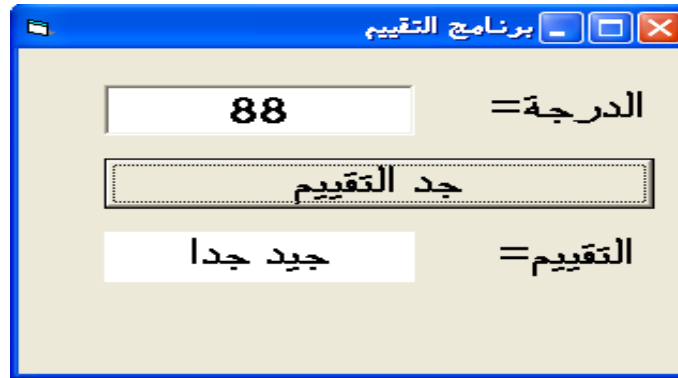 برنامج التقييم
الدرجة= 88
جد التقييم
التقييم= جيد جدا